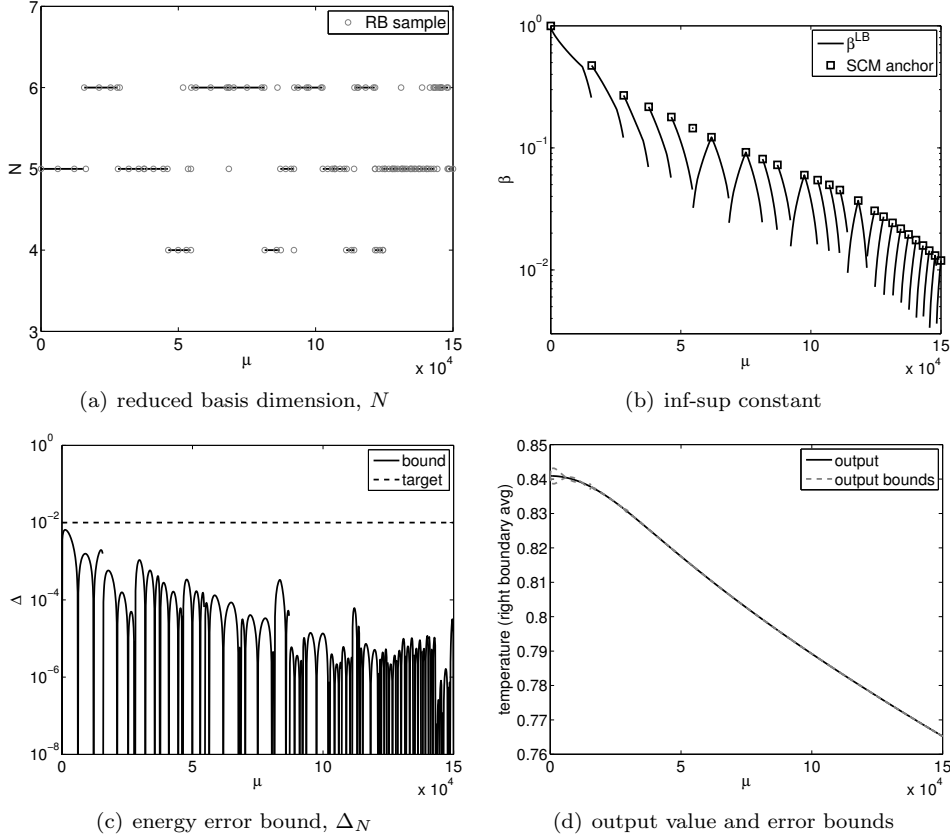 7
6
5
4
3
N
RB sample
0
5
10
15
μ
x 10^4
(a) reduced basis dimension, N
10^0
10^-1
10^-2
β
β^LB
SCM anchor
0
5
10
15
μ
x 10^4
(b) inf-sup constant
10^0
10^-2
10^-4
10^-6
10^-8
Δ
bound
target
0
5
10
15
μ
x 10^4
(c) energy error bound, Δ_N
0.85
0.84
0.83
0.82
0.81
0.8
0.79
0.78
0.77
0.76
temperature (right boundary avg)
output
output bounds
0
5
10
15
μ
x 10^4
(d) output value and error bounds